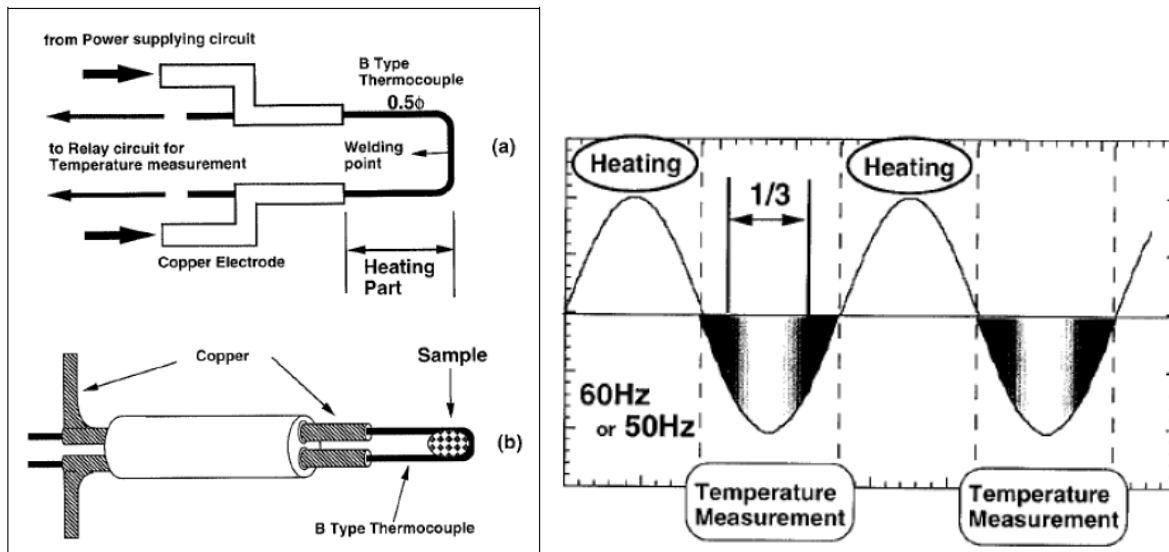 from Power supplying circuit
B Type
Thermocouple
0.5ϕ
to Relay circuit for
Temperature measurement
Welding
point
(a)
Copper Electrode
Heating
Part
Copper
Sample
(b)
B Type Thermocouple
Heating
Heating
1/3
60Hz
or 50Hz
Temperature
Measurement
Temperature
Measurement